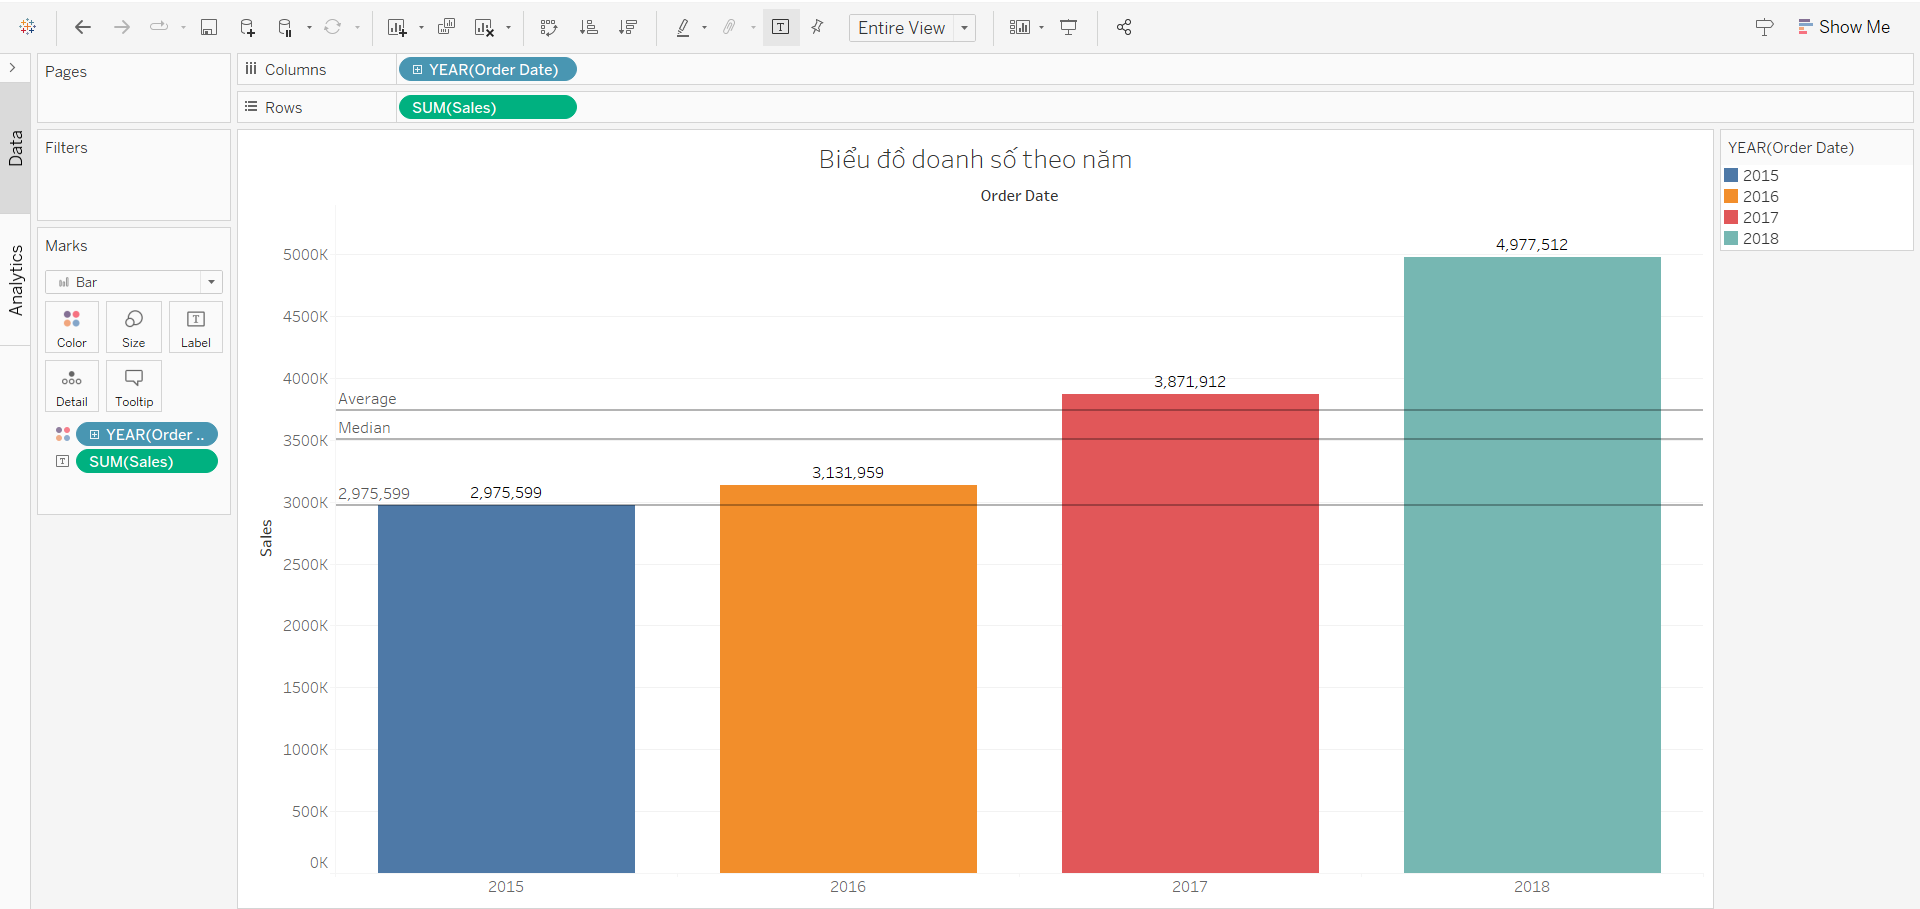 Entire View
Show Me
Data
Analytics
Pages
Filters
Marks
Bar
Color
Size
Label
Detail
Tooltip
YEAR(Order ..
SUM(Sales)
Columns
YEAR(Order Date)
Rows
SUM(Sales)
Biểu đồ doanh số theo năm
Order Date
Sales
5000K
4500K
4000K
3500K
3000K
2500K
2000K
1500K
1000K
500K
0K
Average
Median
2,975,599
2,975,599
3,131,959
3,871,912
4,977,512
2015
2016
2017
2018
YEAR(Order Date)
2015
2016
2017
2018